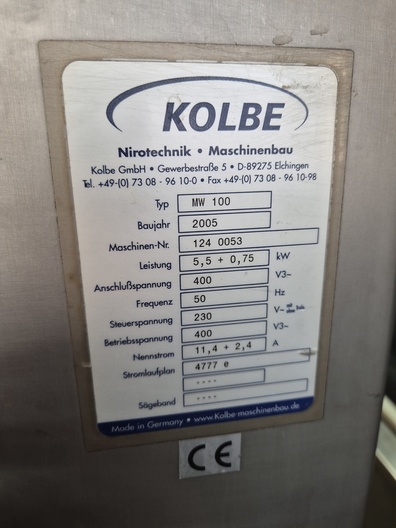 KOLBE
Nirotechnik • Maschinenbau
Kolbe GmbH • Gewerbestraße 5 • D-89275 Elchingen
Tel. +49-(0) 73 08 - 96 10-0 • Fax +49-(0) 73 08 - 96 10-98
Typ MW 100
Baujahr 2005
Maschinen-Nr. 124 0053
Leistung 5,5 + 0,75 kW
Anschlußspannung 400 V3~
Frequenz 50 Hz
Steuerspannung 230 V~
Betriebsspannung 400 V3~
Nennstrom 11,4 + 2,4 A
Stromlaufplan 4777 e
----
Sägeband ----
Made in Germany • www.Kolbe-maschinenbau.de
CE